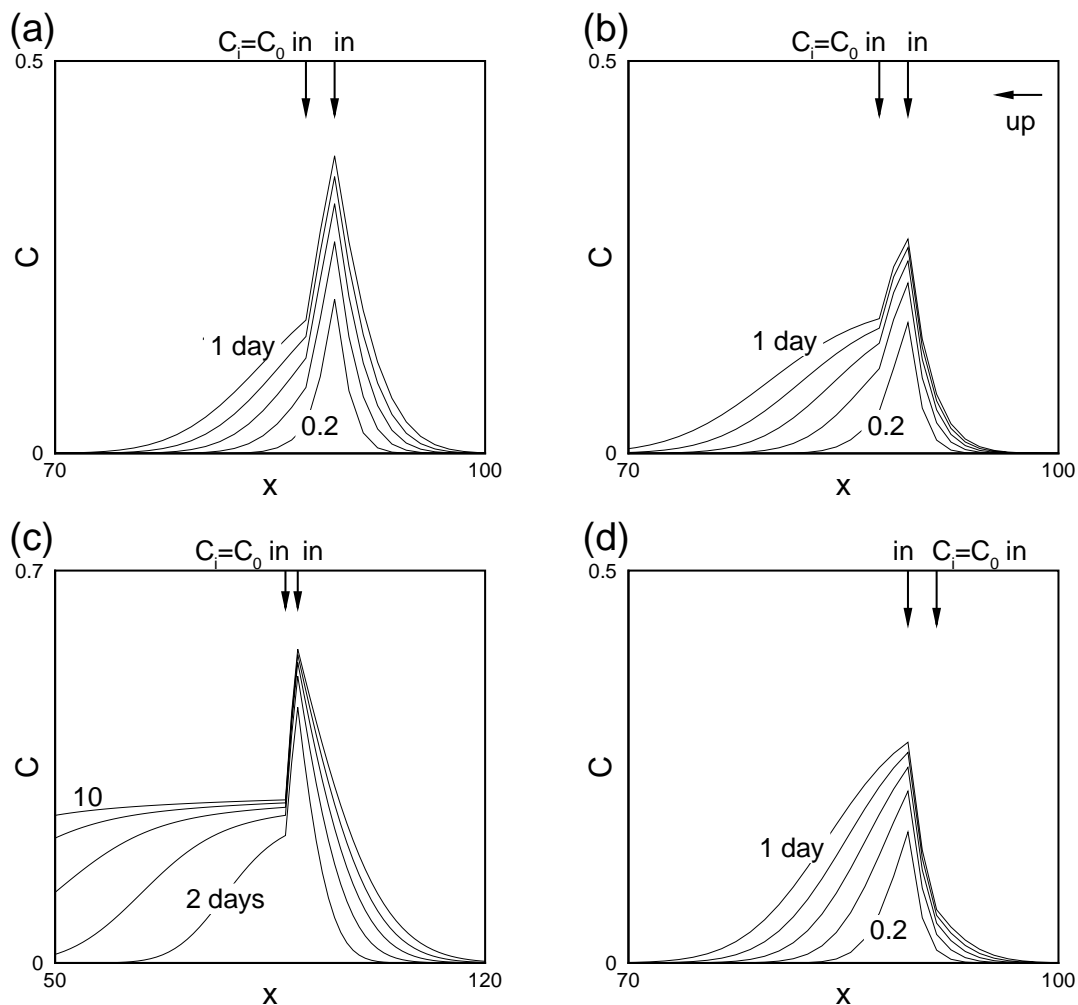 (a)
C_i=C_0 in in
0.5
C
1 day
0.2
0
70
100
x
(b)
C_i=C_0 in in
0.5
up
C
1 day
0.2
0
70
100
x
(c)
C_i=C_0 in in
0.7
C
10
2 days
0
50
120
x
(d)
in C_i=C_0 in
0.5
C
1 day
0.2
0
70
100
x